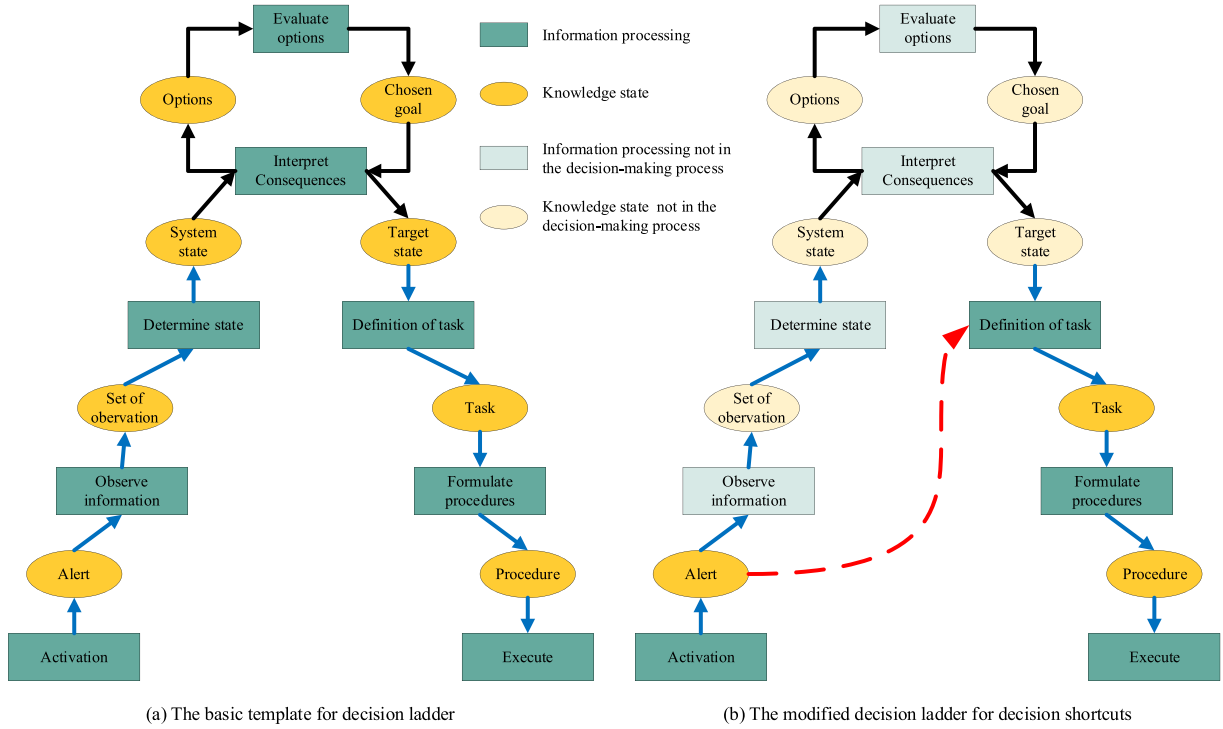 Evaluate
options
Options
Chosen
goal
Interpret
Consequences
System
state
Target
state
Determine state
Definition of task
Set of
obervation
Task
Observe
information
Formulate
procedures
Alert
Procedure
Activation
Execute
(a) The basic template for decision ladder
Information processing
Knowledge state
Information processing not in
the decision-making process
Knowledge state not in the
decision-making process
Evaluate
options
Options
Chosen
goal
Interpret
Consequences
System
state
Target
state
Determine state
Definition of task
Set of
obervation
Task
Observe
information
Formulate
procedures
Alert
Procedure
Activation
Execute
(b) The modified decision ladder for decision shortcuts